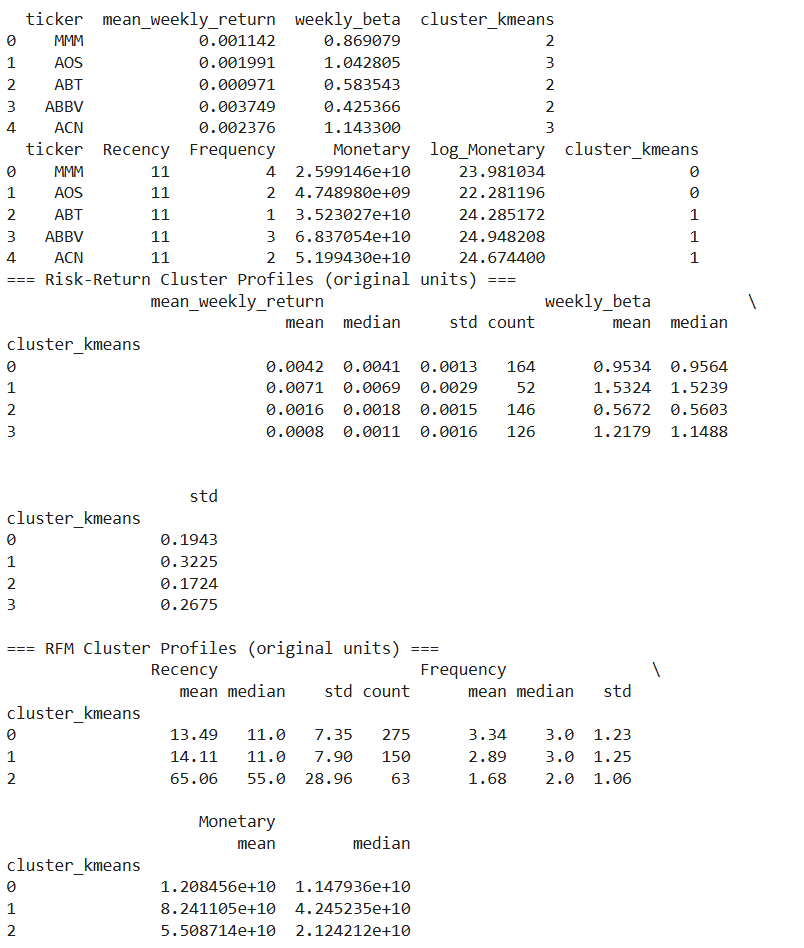 ticker mean_weekly_return weekly_beta cluster_kmeans
0 MMM 0.001142 0.869079 2
1 AOS 0.001991 1.042805 3
2 ABT 0.000971 0.583543 2
3 ABBV 0.003749 0.425366 2
4 ACN 0.002376 1.143300 3
ticker Recency Frequency Monetary log_Monetary cluster_kmeans
0 MMM 11 4 2.599146e+10 23.981034 0
1 AOS 11 2 4.748980e+09 22.281196 0
2 ABT 11 1 3.523027e+10 24.285172 1
3 ABBV 11 3 6.837054e+10 24.948208 1
4 ACN 11 2 5.199430e+10 24.674400 1
=== Risk-Return Cluster Profiles (original units) ===
mean_weekly_return weekly_beta \
mean median std count mean median
cluster_kmeans
0 0.0042 0.0041 0.0013 164 0.9534 0.9564
1 0.0071 0.0069 0.0029 52 1.5324 1.5239
2 0.0016 0.0018 0.0015 146 0.5672 0.5603
3 0.0008 0.0011 0.0016 126 1.2179 1.1488
std
cluster_kmeans
0 0.1943
1 0.3225
2 0.1724
3 0.2675
=== RFM Cluster Profiles (original units) ===
Recency Frequency \
mean median std count mean median std
cluster_kmeans
0 13.49 11.0 7.35 275 3.34 3.0 1.23
1 14.11 11.0 7.90 150 2.89 3.0 1.25
2 65.06 55.0 28.96 63 1.68 2.0 1.06
Monetary
mean median
cluster_kmeans
0 1.208456e+10 1.147936e+10
1 8.241105e+10 4.245235e+10
2 5.508714e+10 2.124212e+10